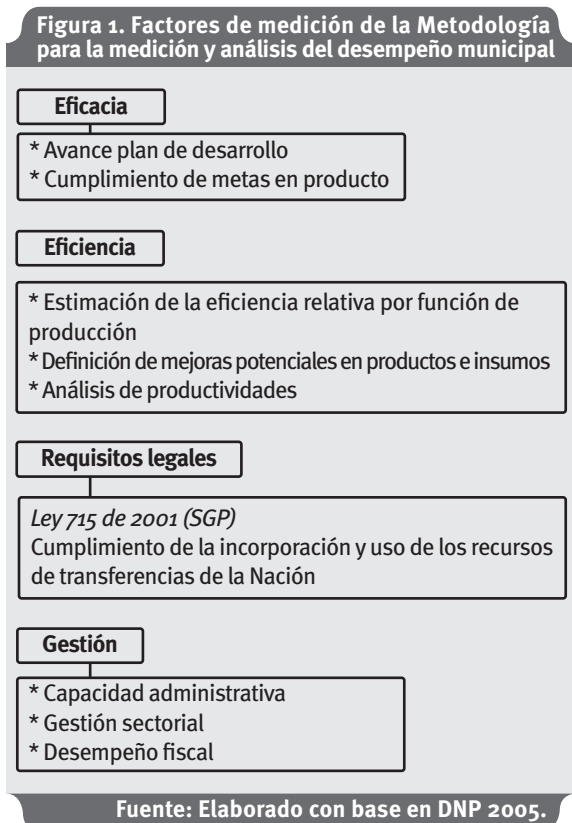 Figura 1. Factores de medición de la Metodología
para la medición y análisis del desempeño municipal
Eficacia
* Avance plan de desarrollo
* Cumplimiento de metas en producto
Eficiencia
* Estimación de la eficiencia relativa por función de
producción
* Definición de mejoras potenciales en productos e insumos
* Análisis de productividades
Requisitos legales
Ley 715 de 2001 (SGP)
Cumplimiento de la incorporación y uso de los recursos
de transferencias de la Nación
Gestión
* Capacidad administrativa
* Gestión sectorial
* Desempeño fiscal
Fuente: Elaborado con base en DNP 2005.